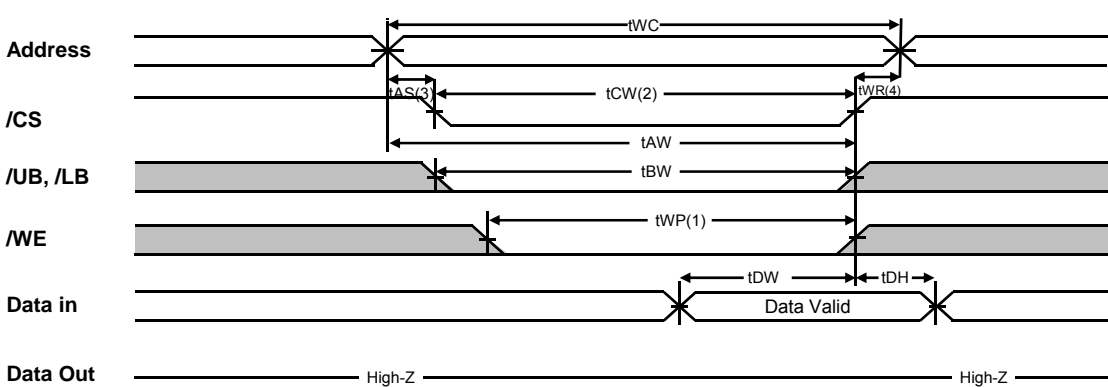 tWC
Address
tAS(3) tCW(2) tWR(4)
/CS
tAW
/UB, /LB tBW
tWP(1)
/WE
tDW tDH
Data in Data Valid
Data Out High-Z High-Z